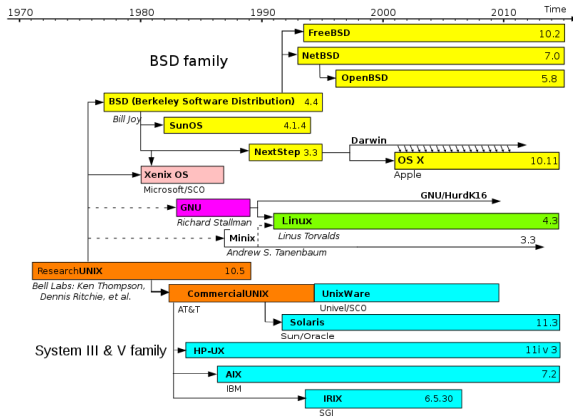 1970 1980 1990 2000 2010 Time
FreeBSD 10.2
BSD family
NetBSD 7.0
OpenBSD 5.8
BSD (Berkeley Software Distribution) 4.4
Bill Joy
SunOS 4.1.4
Darwin
NextStep 3.3
OS X 10.11
Xenix OS
Apple
Microsoft/SCO
GNU/HurdK16
GNU
Richard Stallman
Linux 4.3
Linus Torvalds
Minix 3.3
Andrew S. Tanenbaum
ResearchUNIX 10.5
Bell Labs: Ken Thompson,
Dennis Ritchie, et al.
CommercialUNIX UnixWare
AT&T Univel/SCO
Solaris 11.3
Sun/Oracle
System III & V family
HP-UX 11i v 3
AIX 7.2
IBM
IRIX 6.5.30
SGI